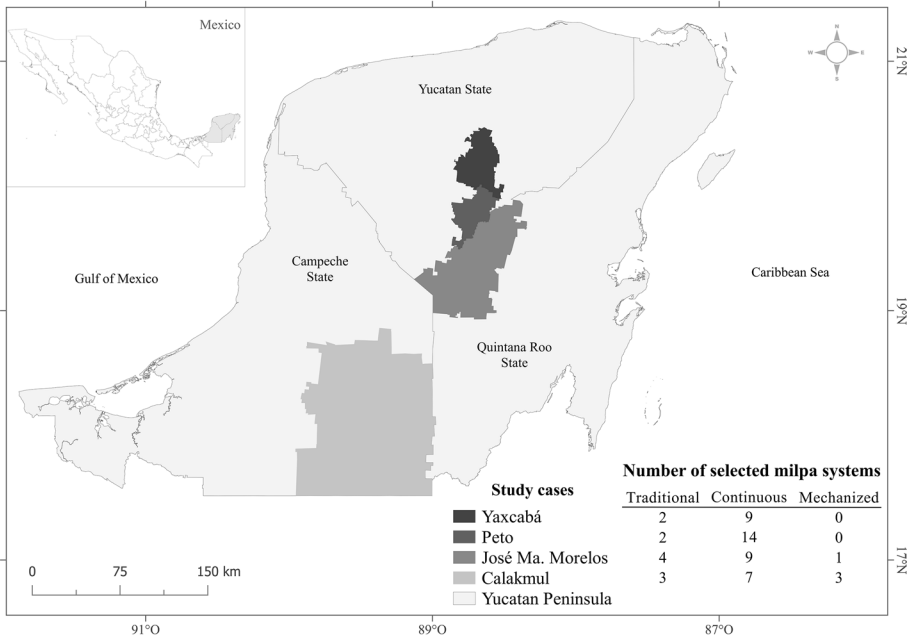 Mexico
N
W E
S
21°N
Yucatan State
Campeche
State
Gulf of Mexico
Caribbean Sea
19°N
Quintana Roo
State
Number of selected milpa systems
Study cases
Traditional Continuous Mechanized
Yaxcabá 2 9 0
Peto 2 14 0
José Ma. Morelos 4 9 1
Calakmul 3 7 3
Yucatan Peninsula
17°N
0 75 150 km
91°O 89°O 87°O